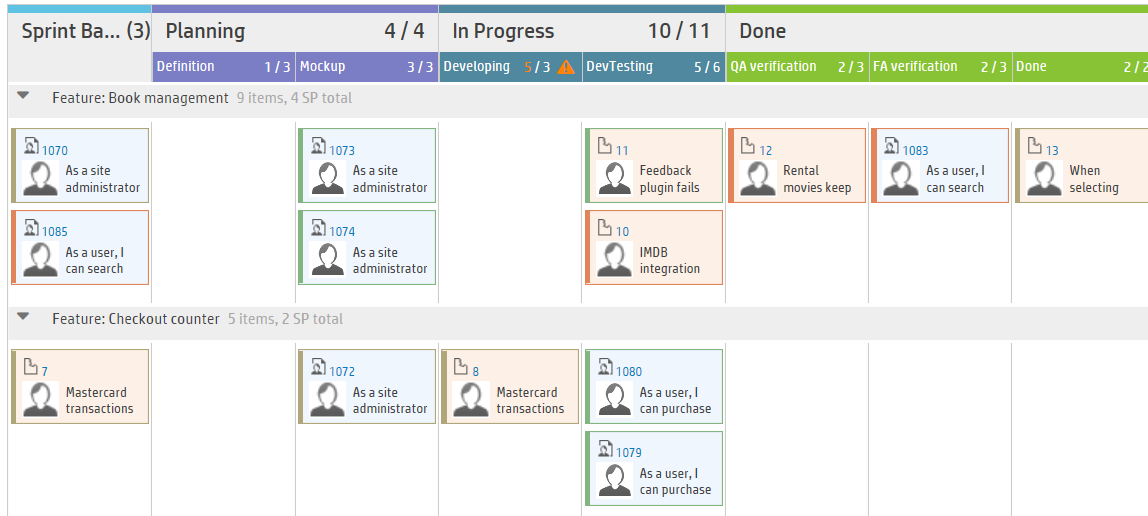 Sprint Ba... (3) Planning 4 / 4 In Progress 10 / 11 Done
Definition 1 / 3 Mockup 3 / 3 Developing 5 / 3 DevTesting 5 / 6 QA verification 2 / 3 FA verification 2 / 3 Done 2 / 2
Feature: Book management 9 items, 4 SP total
1070 1073 11 12 1083 13
As a site As a site Feedback Rental As a user, I When
administrator administrator plugin fails movies keep can search selecting
1085 1074 10
As a user, I As a site IMDB
can search administrator integration
Feature: Checkout counter 5 items, 2 SP total
7 1072 8 1080
Mastercard As a site Mastercard As a user, I
transactions administrator transactions can purchase
1079
As a user, I
can purchase